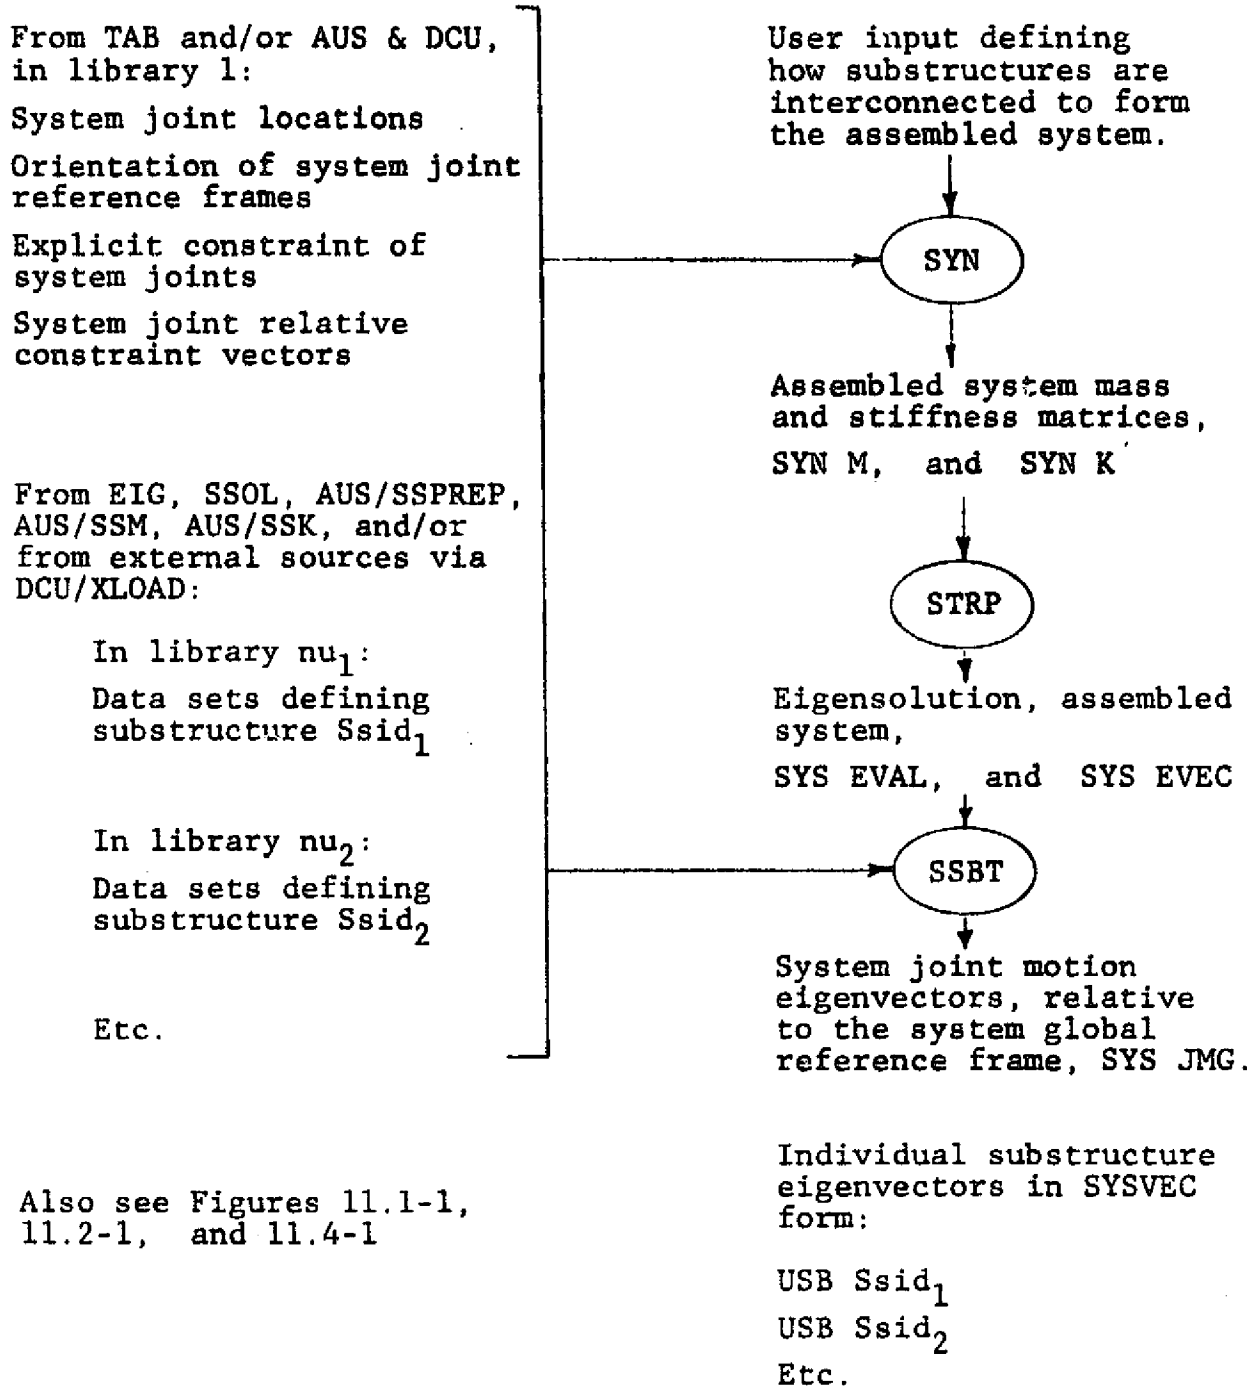 From TAB and/or AUS & DCU,
in library 1:
System joint locations
Orientation of system joint
reference frames
Explicit constraint of
system joints
System joint relative
constraint vectors
From EIG, SSOL, AUS/SSPREP,
AUS/SSM, AUS/SSK, and/or
from external sources via
DCU/XLOAD:
In library nu1:
Data sets defining
substructure Ssid1
In library nu2:
Data sets defining
substructure Ssid2
Etc.
Also see Figures 11.1-1,
11.2-1, and 11.4-1
User input defining
how substructures are
interconnected to form
the assembled system.
SYN
Assembled system mass
and stiffness matrices,
SYN M, and SYN K
STRP
Eigensolution, assembled
system,
SYS EVAL, and SYS EVEC
SSBT
System joint motion
eigenvectors, relative
to the system global
reference frame, SYS JMG.
Individual substructure
eigenvectors in SYSVEC
form:
USB Ssid1
USB Ssid2
Etc.